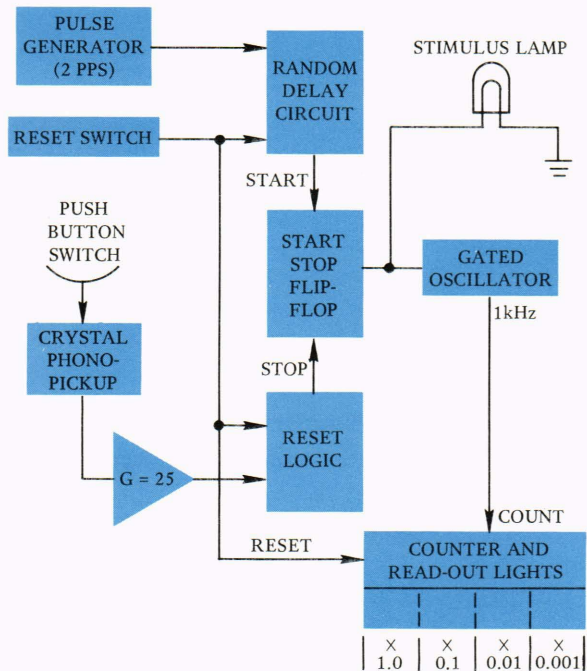 PULSE
GENERATOR
(2 PPS)
STIMULUS LAMP
RANDOM
DELAY
CIRCUIT
RESET SWITCH
START
PUSH
BUTTON
SWITCH
START
STOP
FLIP-
FLOP
GATED
OSCILLATOR
1kHz
CRYSTAL
PHONO-
PICKUP
STOP
RESET
LOGIC
G = 25
COUNT
RESET
COUNTER AND
READ-OUT LIGHTS
X X X X
1.0 0.1 0.01 0.001